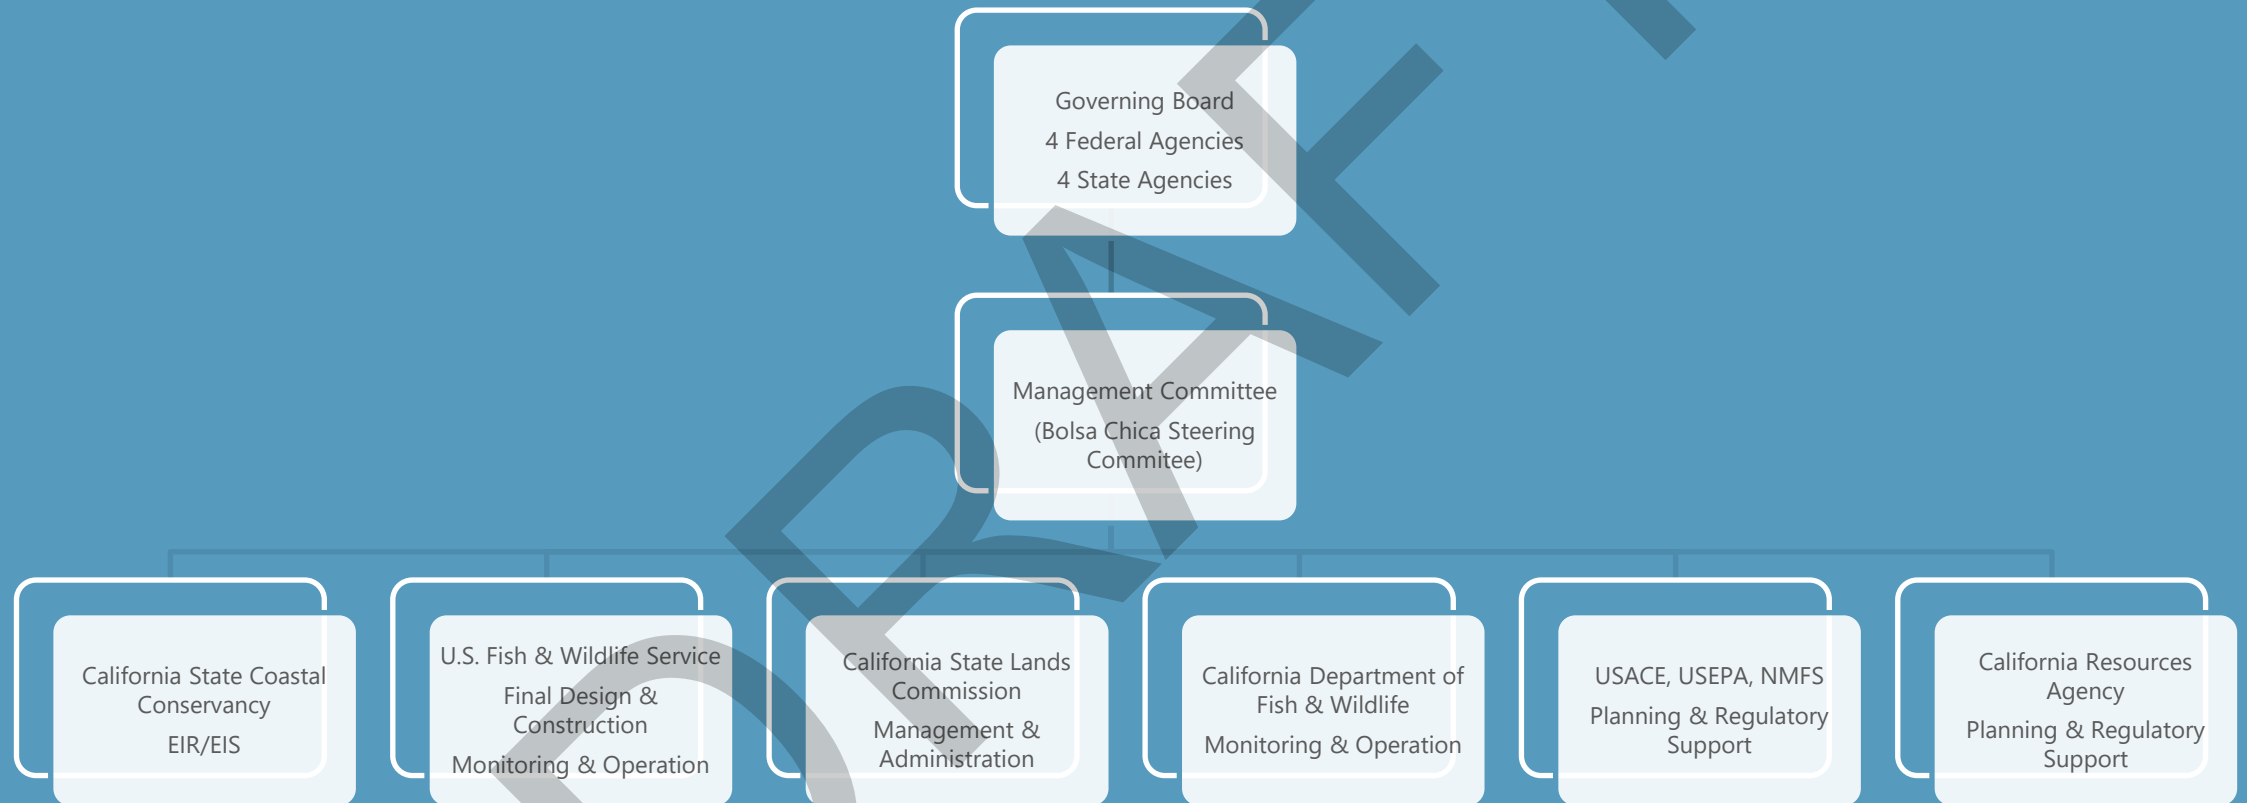 Governing Board
4 Federal Agencies
4 State Agencies
Management Committee
(Bolsa Chica Steering
Commitee)
California State Coastal
Conservancy
EIR/EIS
U.S. Fish & Wildlife Service
Final Design &
Construction
Monitoring & Operation
California State Lands
Commission
Management &
Administration
California Department of
Fish & Wildlife
Monitoring & Operation
USACE, USEPA, NMFS
Planning & Regulatory
Support
California Resources
Agency
Planning & Regulatory
Support
DRAFT